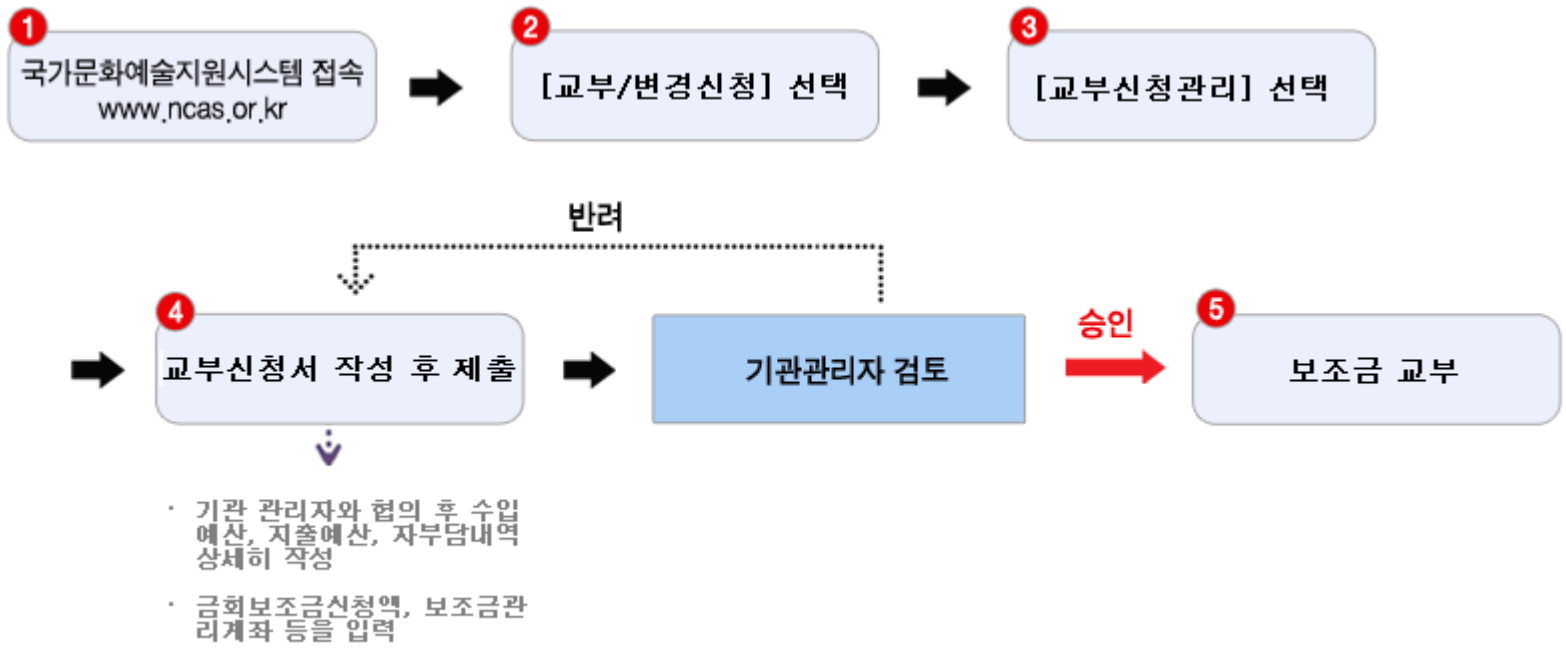 1
국가문화예술지원시스템 접속
www.ncas.or.kr
2
[교부/변경신청] 선택
3
[교부신청관리] 선택
반려
4
교부신청서 작성 후 제출
기관관리자 검토
승인
5
보조금 교부
· 기관 관리자와 협의 후 수입
예산, 지출예산, 자부담내역
상세히 작성
· 금회보조금신청액, 보조금관
리계좌 등을 입력